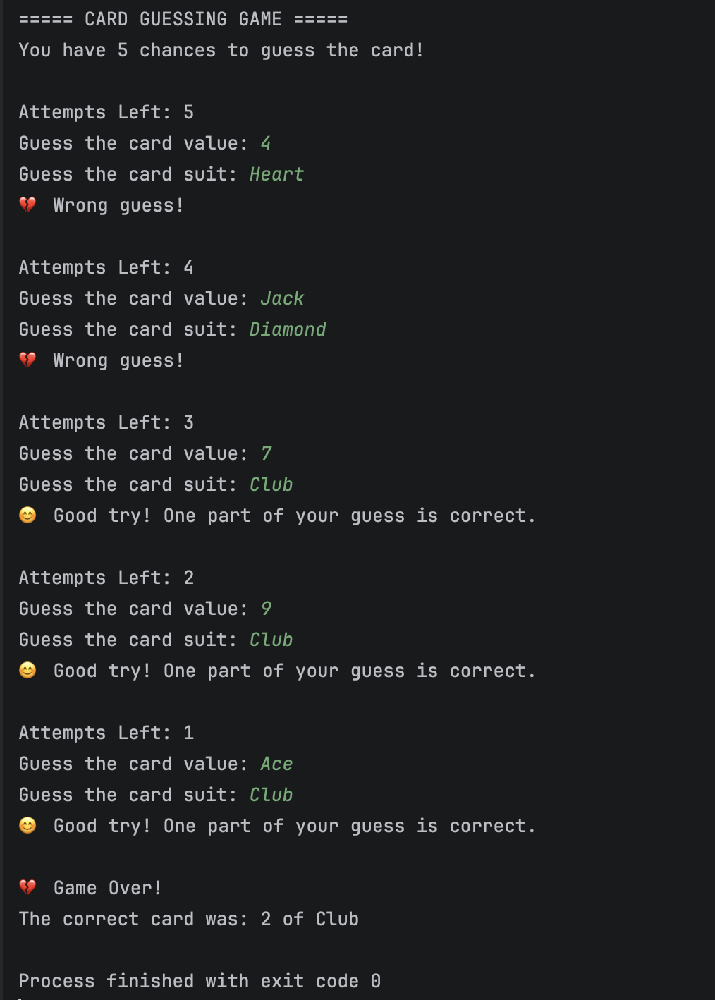 ===== CARD GUESSING GAME =====
You have 5 chances to guess the card!
Attempts Left: 5
Guess the card value: 4
Guess the card suit: Heart
💔 Wrong guess!
Attempts Left: 4
Guess the card value: Jack
Guess the card suit: Diamond
💔 Wrong guess!
Attempts Left: 3
Guess the card value: 7
Guess the card suit: Club
😊 Good try! One part of your guess is correct.
Attempts Left: 2
Guess the card value: 9
Guess the card suit: Club
😊 Good try! One part of your guess is correct.
Attempts Left: 1
Guess the card value: Ace
Guess the card suit: Club
😊 Good try! One part of your guess is correct.
💔 Game Over!
The correct card was: 2 of Club
Process finished with exit code 0